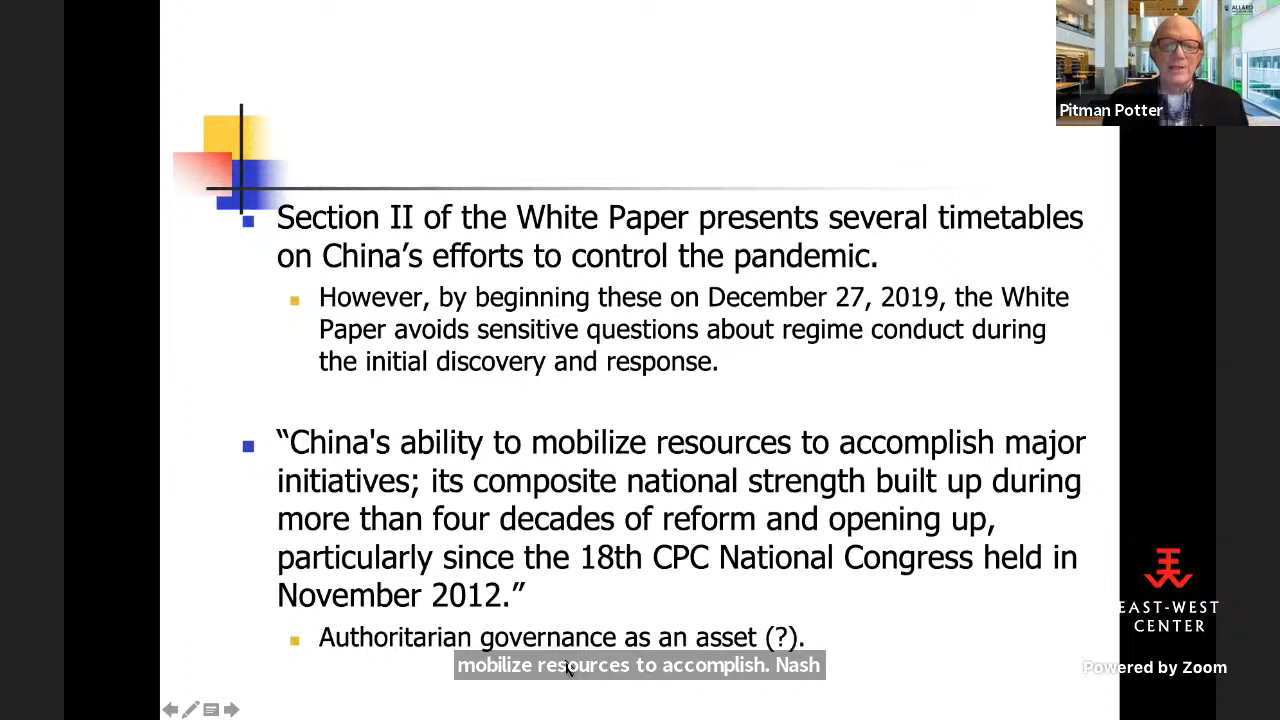 ALLARD
Pitman Potter
Section II of the White Paper presents several timetables
on China’s efforts to control the pandemic.
However, by beginning these on December 27, 2019, the White
Paper avoids sensitive questions about regime conduct during
the initial discovery and response.
“China's ability to mobilize resources to accomplish major
initiatives; its composite national strength built up during
more than four decades of reform and opening up,
particularly since the 18th CPC National Congress held in
November 2012.”
Authoritarian governance as an asset (?).
mobilize resources to accomplish. Nash
EAST-WEST
CENTER
Powered by Zoom